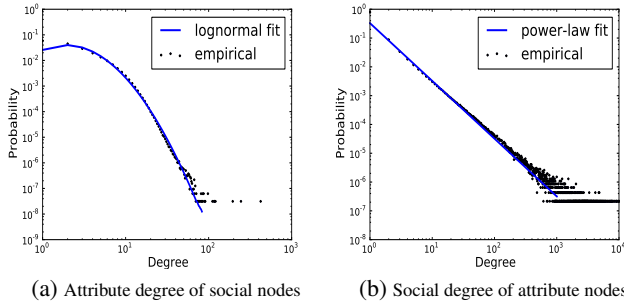 10^0
10^-1
10^-2
10^-3
10^-4
10^-5
10^-6
10^-7
10^-8
10^-9
Probability
lognormal fit
empirical
10^0 10^1 10^2 10^3
Degree
(a) Attribute degree of social nodes
10^0
10^-1
10^-2
10^-3
10^-4
10^-5
10^-6
10^-7
10^-8
Probability
power-law fit
empirical
10^0 10^1 10^2 10^3 10^4
Degree
(b) Social degree of attribute nodes